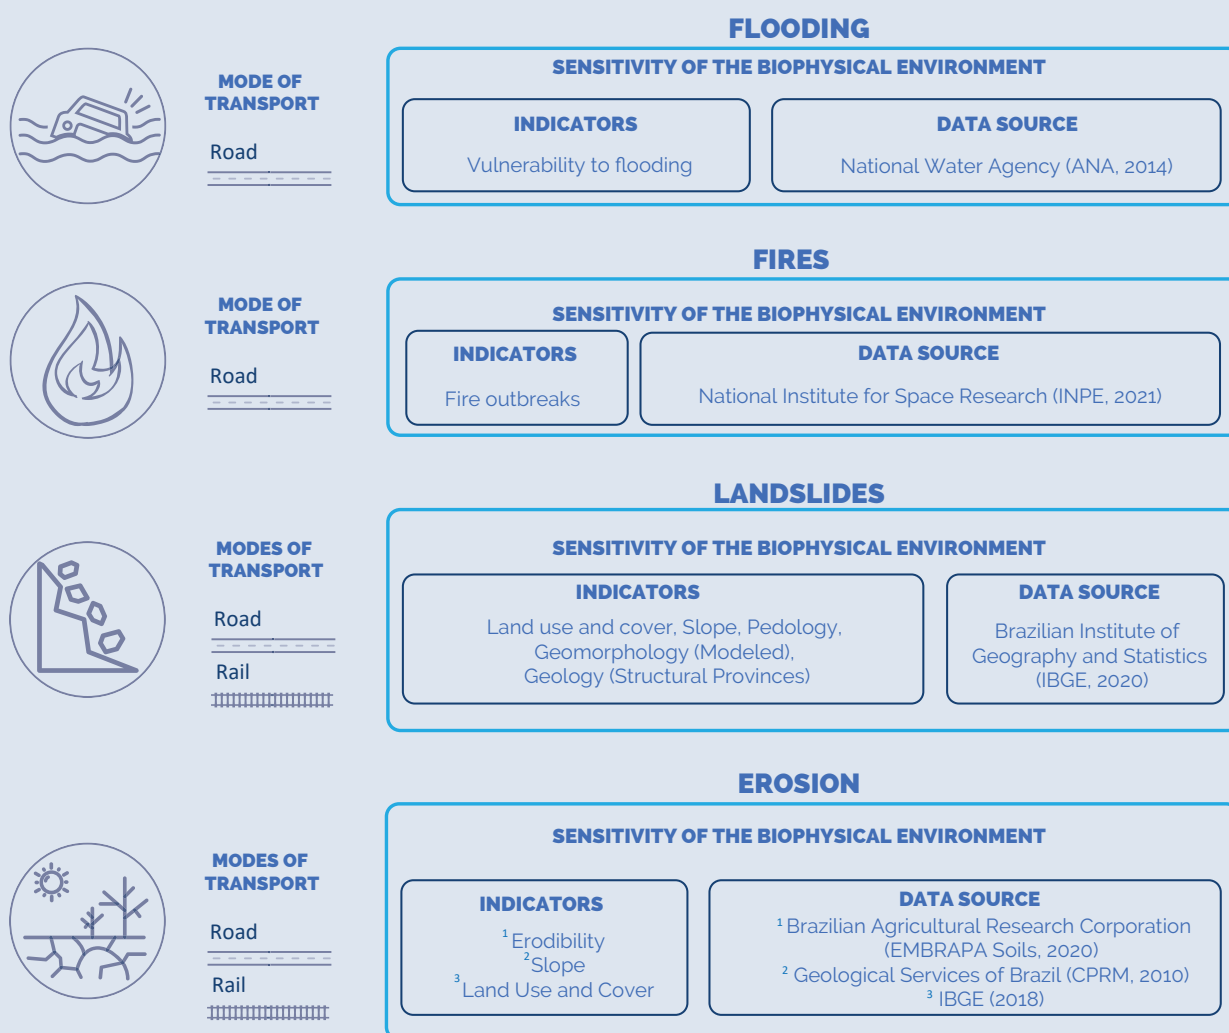 FLOODING
MODE OF
TRANSPORT
Road
SENSITIVITY OF THE BIOPHYSICAL ENVIRONMENT
INDICATORS
Vulnerability to flooding
DATA SOURCE
National Water Agency (ANA, 2014)
FIRES
MODE OF
TRANSPORT
Road
SENSITIVITY OF THE BIOPHYSICAL ENVIRONMENT
INDICATORS
Fire outbreaks
DATA SOURCE
National Institute for Space Research (INPE, 2021)
LANDSLIDES
MODES OF
TRANSPORT
Road
Rail
SENSITIVITY OF THE BIOPHYSICAL ENVIRONMENT
INDICATORS
Land use and cover, Slope, Pedology,
Geomorphology (Modeled),
Geology (Structural Provinces)
DATA SOURCE
Brazilian Institute of
Geography and Statistics
(IBGE, 2020)
EROSION
MODES OF
TRANSPORT
Road
Rail
SENSITIVITY OF THE BIOPHYSICAL ENVIRONMENT
INDICATORS
¹ Erodibility
² Slope
³ Land Use and Cover
DATA SOURCE
¹ Brazilian Agricultural Research Corporation
(EMBRAPA Soils, 2020)
² Geological Services of Brazil (CPRM, 2010)
³ IBGE (2018)